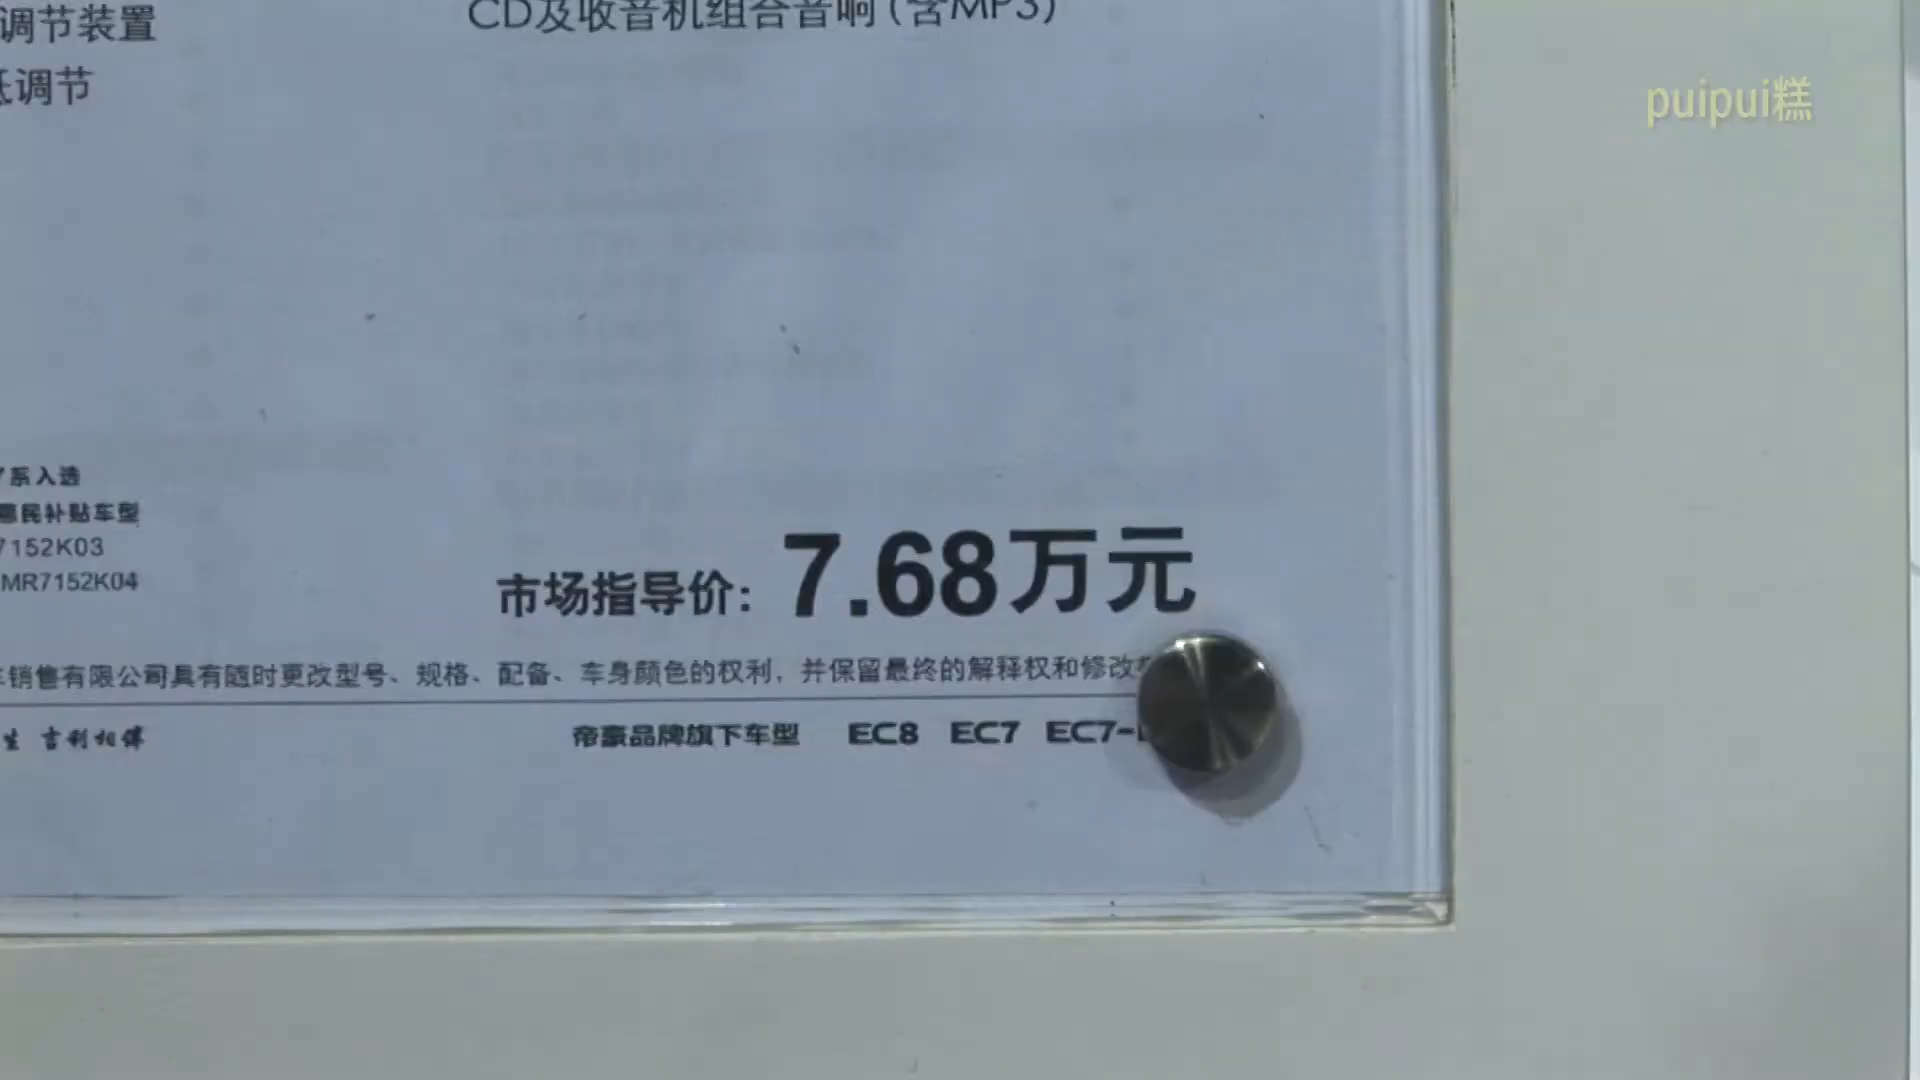 调节装置
CD及收音机组合音响(含MP3)
低调节
puipui糕
7系入选
惠民补贴车型
7152K03
MR7152K04
市场指导价: 7.68万元
销售有限公司具有随时更改型号、规格、配备、车身颜色的权利，并保留最终的解释权和修改
生 吉利相伴
帝豪品牌旗下车型 EC8 EC7 EC7-